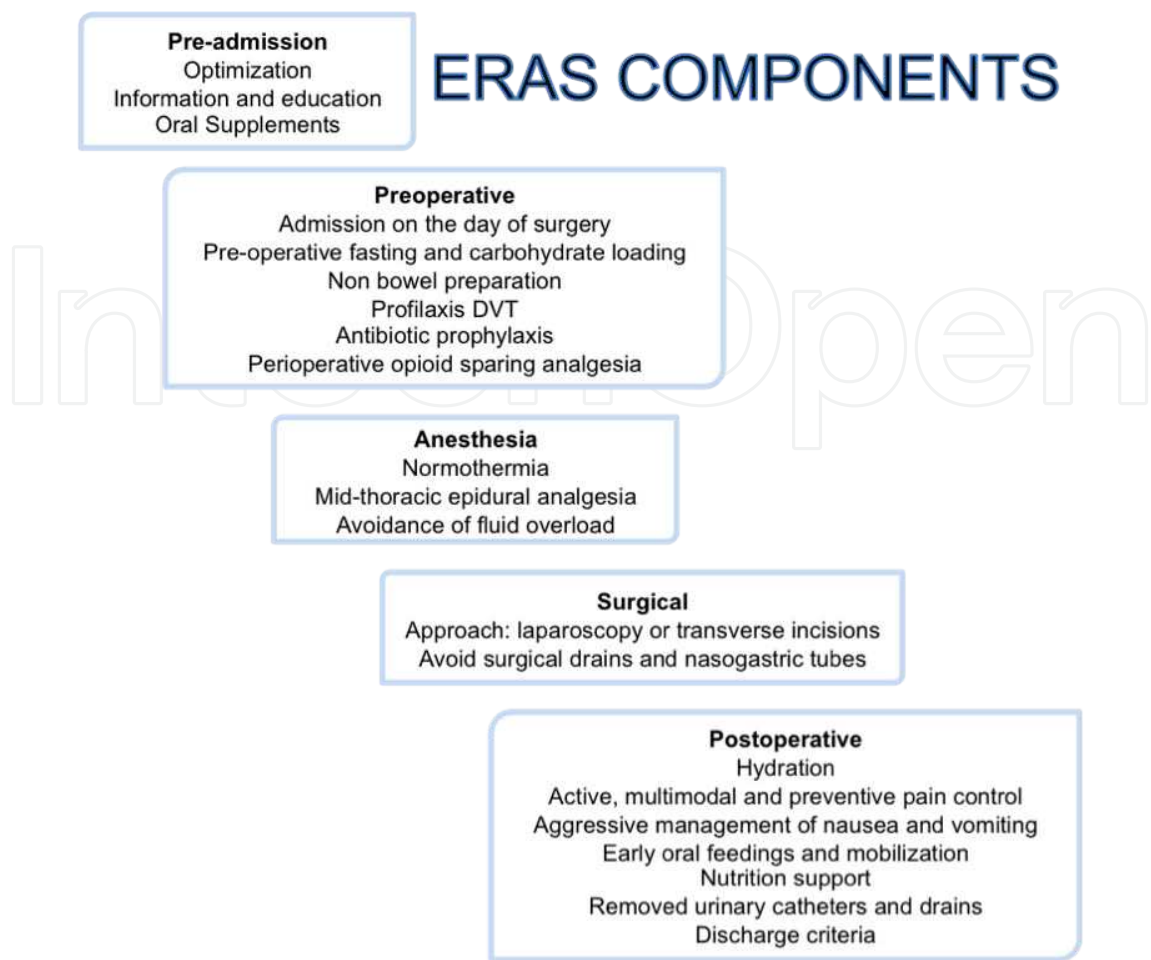 Pre-admission
Optimization
Information and education
Oral Supplements
ERAS COMPONENTS
Preoperative
Admission on the day of surgery
Pre-operative fasting and carbohydrate loading
Non bowel preparation
Profilaxis DVT
Antibiotic prophylaxis
Perioperative opioid sparing analgesia
IntechOpen
Anesthesia
Normothermia
Mid-thoracic epidural analgesia
Avoidance of fluid overload
Surgical
Approach: laparoscopy or transverse incisions
Avoid surgical drains and nasogastric tubes
Postoperative
Hydration
Active, multimodal and preventive pain control
Aggressive management of nausea and vomiting
Early oral feedings and mobilization
Nutrition support
Removed urinary catheters and drains
Discharge criteria